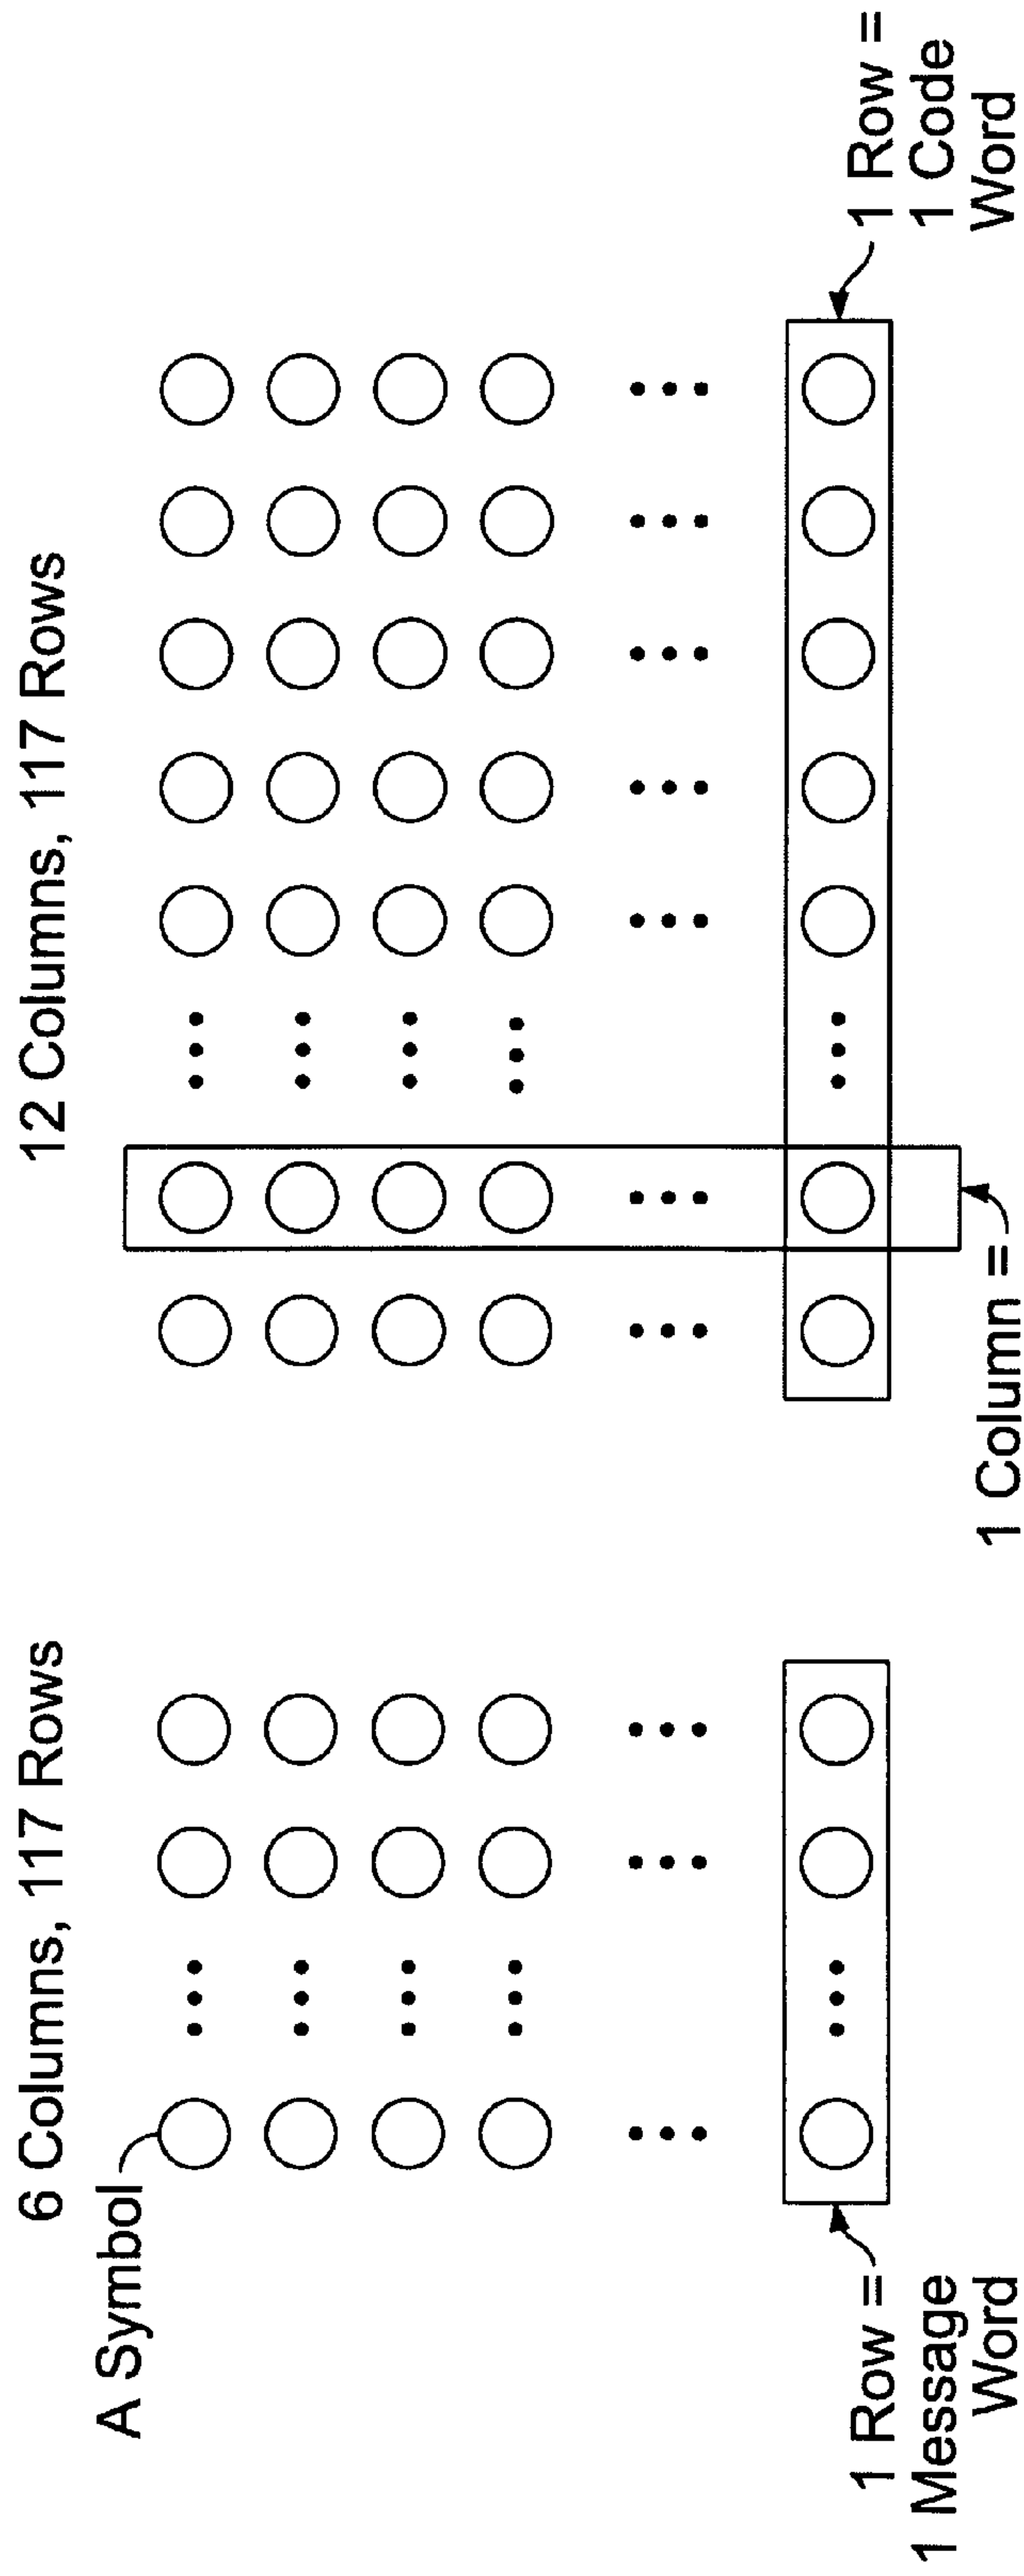 6 Columns, 117 Rows
A Symbol
1 Row =
1 Message
Word
12 Columns, 117 Rows
1 Column =
1 Row =
1 Code
Word